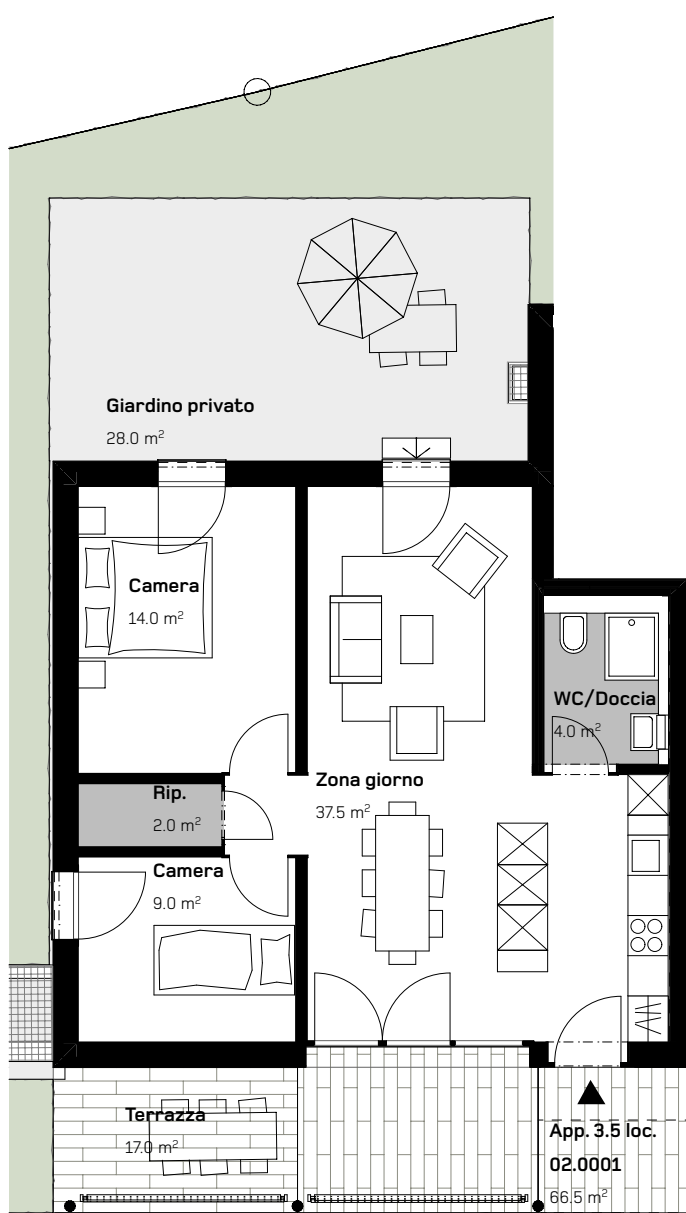 Giardino privato
28.0 m²
Camera
14.0 m²
WC/Doccia
4.0 m²
Zona giorno
37.5 m²
Rip.
2.0 m²
Camera
9.0 m²
Terrazza
17.0 m²
App. 3.5 loc.
02.0001
66.5 m²